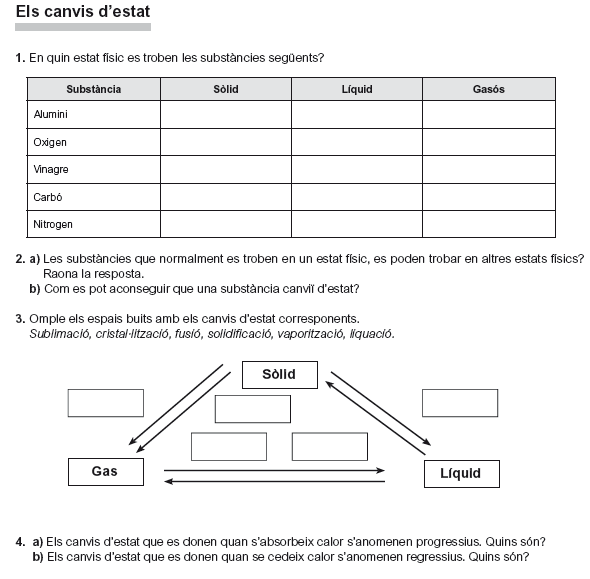 Els canvis d'estat
1. En quin estat físic es troben les substàncies següents?
Substància Sòlid Líquid Gasós
Alumini
Oxigen
Vinagre
Carbó
Nitrogen
2. a) Les substàncies que normalment es troben en un estat físic, es poden trobar en altres estats físics?
Raona la resposta.
b) Com es pot aconseguir que una substància canviï d'estat?
3. Omple els espais buits amb els canvis d'estat corresponents.
Sublimació, cristal·lització, fusió, solidificació, vaporització, liquació.
Sòlid
Gas
Líquid
4. a) Els canvis d'estat que es donen quan s'absorbeix calor s'anomenen progressius. Quins són?
b) Els canvis d'estat que es donen quan se cedeix calor s'anomenen regressius. Quins són?